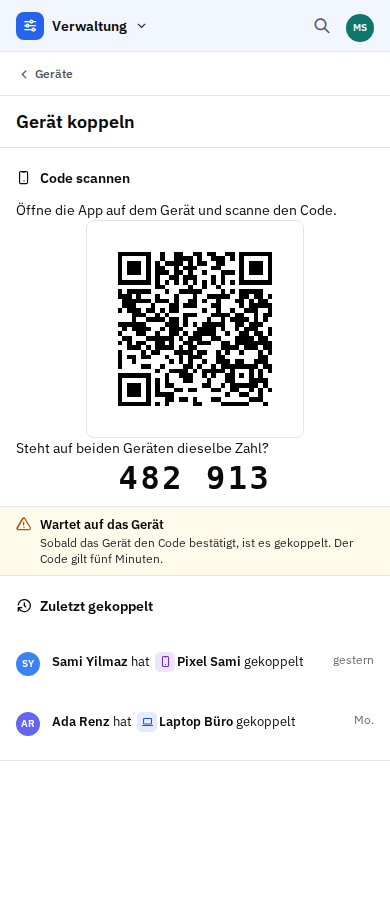 Verwaltung
MS
Geräte
Gerät koppeln
Code scannen
Öffne die App auf dem Gerät und scanne den Code.
Steht auf beiden Geräten dieselbe Zahl?
482 913
Wartet auf das Gerät
Sobald das Gerät den Code bestätigt, ist es gekoppelt. Der
Code gilt fünf Minuten.
Zuletzt gekoppelt
SY Sami Yilmaz hat Pixel Sami gekoppelt gestern
AR Ada Renz hat Laptop Büro gekoppelt Mo.